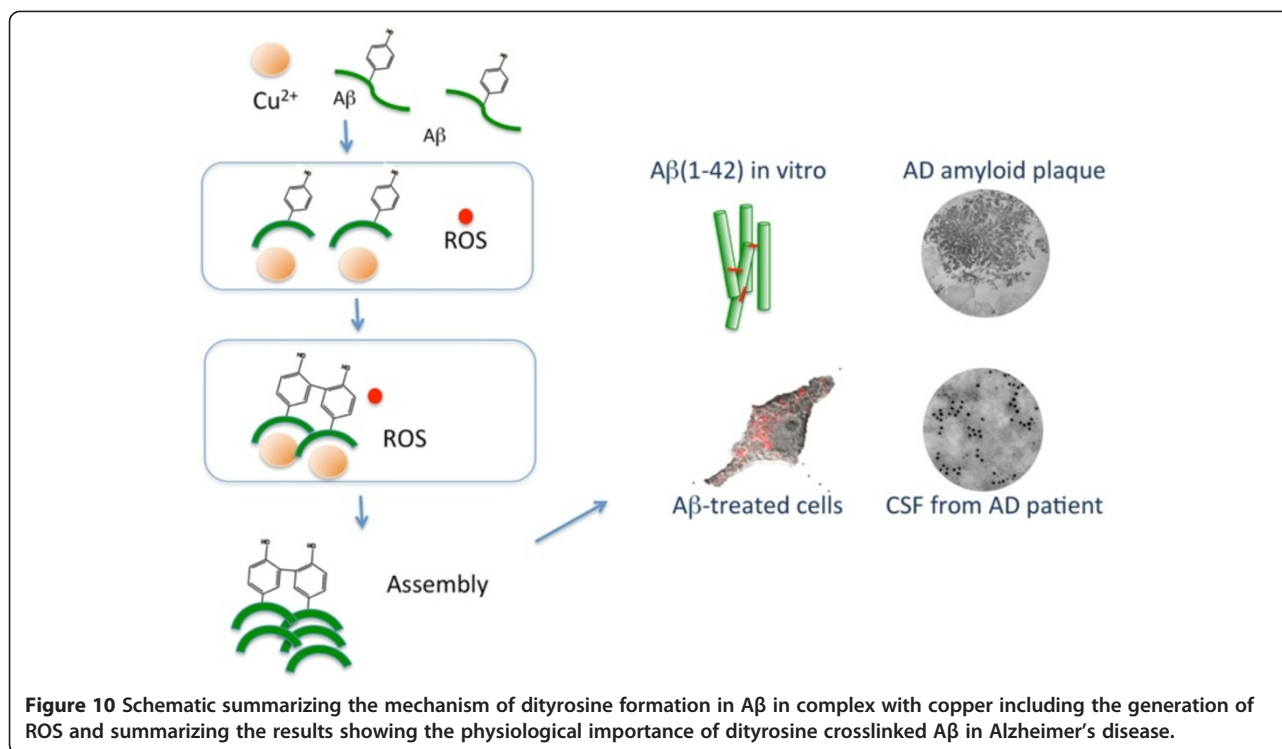 Cu²⁺
Aβ
Aβ
ROS
ROS
Assembly
Aβ(1-42) in vitro
AD amyloid plaque
Aβ-treated cells
CSF from AD patient
Figure 10 Schematic summarizing the mechanism of dityrosine formation in Aβ in complex with copper including the generation of
ROS and summarizing the results showing the physiological importance of dityrosine crosslinked Aβ in Alzheimer's disease.